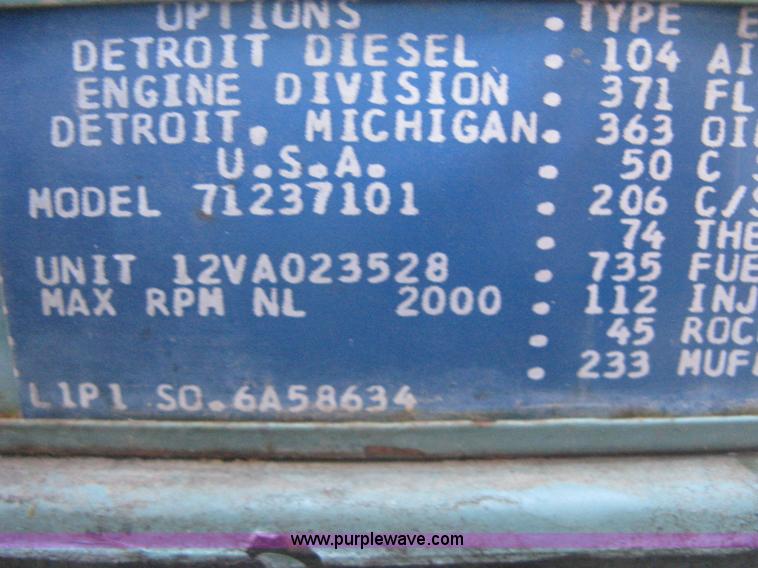 OPTIONS . TYPE E
DETROIT DIESEL . 104 AI
ENGINE DIVISION . 371 FL
DETROIT. MICHIGAN. 363 OIL
U.S.A. . 50 C S
MODEL 71237101 . 206 C/S
. 74 THE
UNIT 12VA023528 . 735 FUE
MAX RPM NL 2000 . 112 INJ
. 45 ROC
. 233 MUFF
L1P1 SO.6A58634
www.purplewave.com